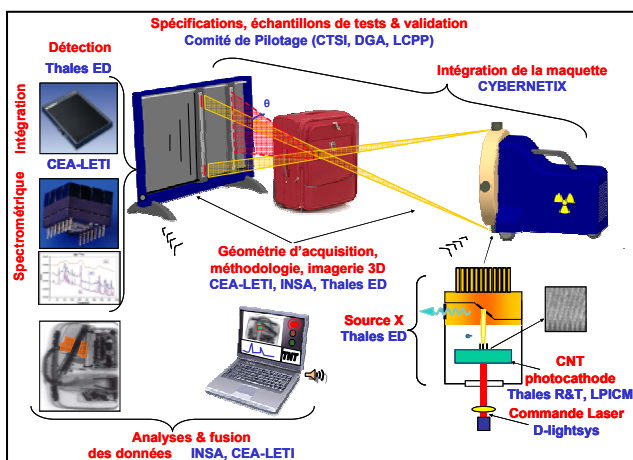 Spécifications, échantillons de tests & validation
Comité de Pilotage (CTSI, DGA, LCPP)
Détection
Thales ED
Intégration
CEA-LETI
Spectrométrique
θ
Intégration de la maquette
CYBERNETIX
Géométrie d'acquisition,
méthodologie, imagerie 3D
CEA-LETI, INSA, Thales ED
Source X
Thales ED
CNT
photocathode
Thales R&T, LPICM
Commande Laser
D-lightsys
TNT
Analyses & fusion
des données INSA, CEA-LETI